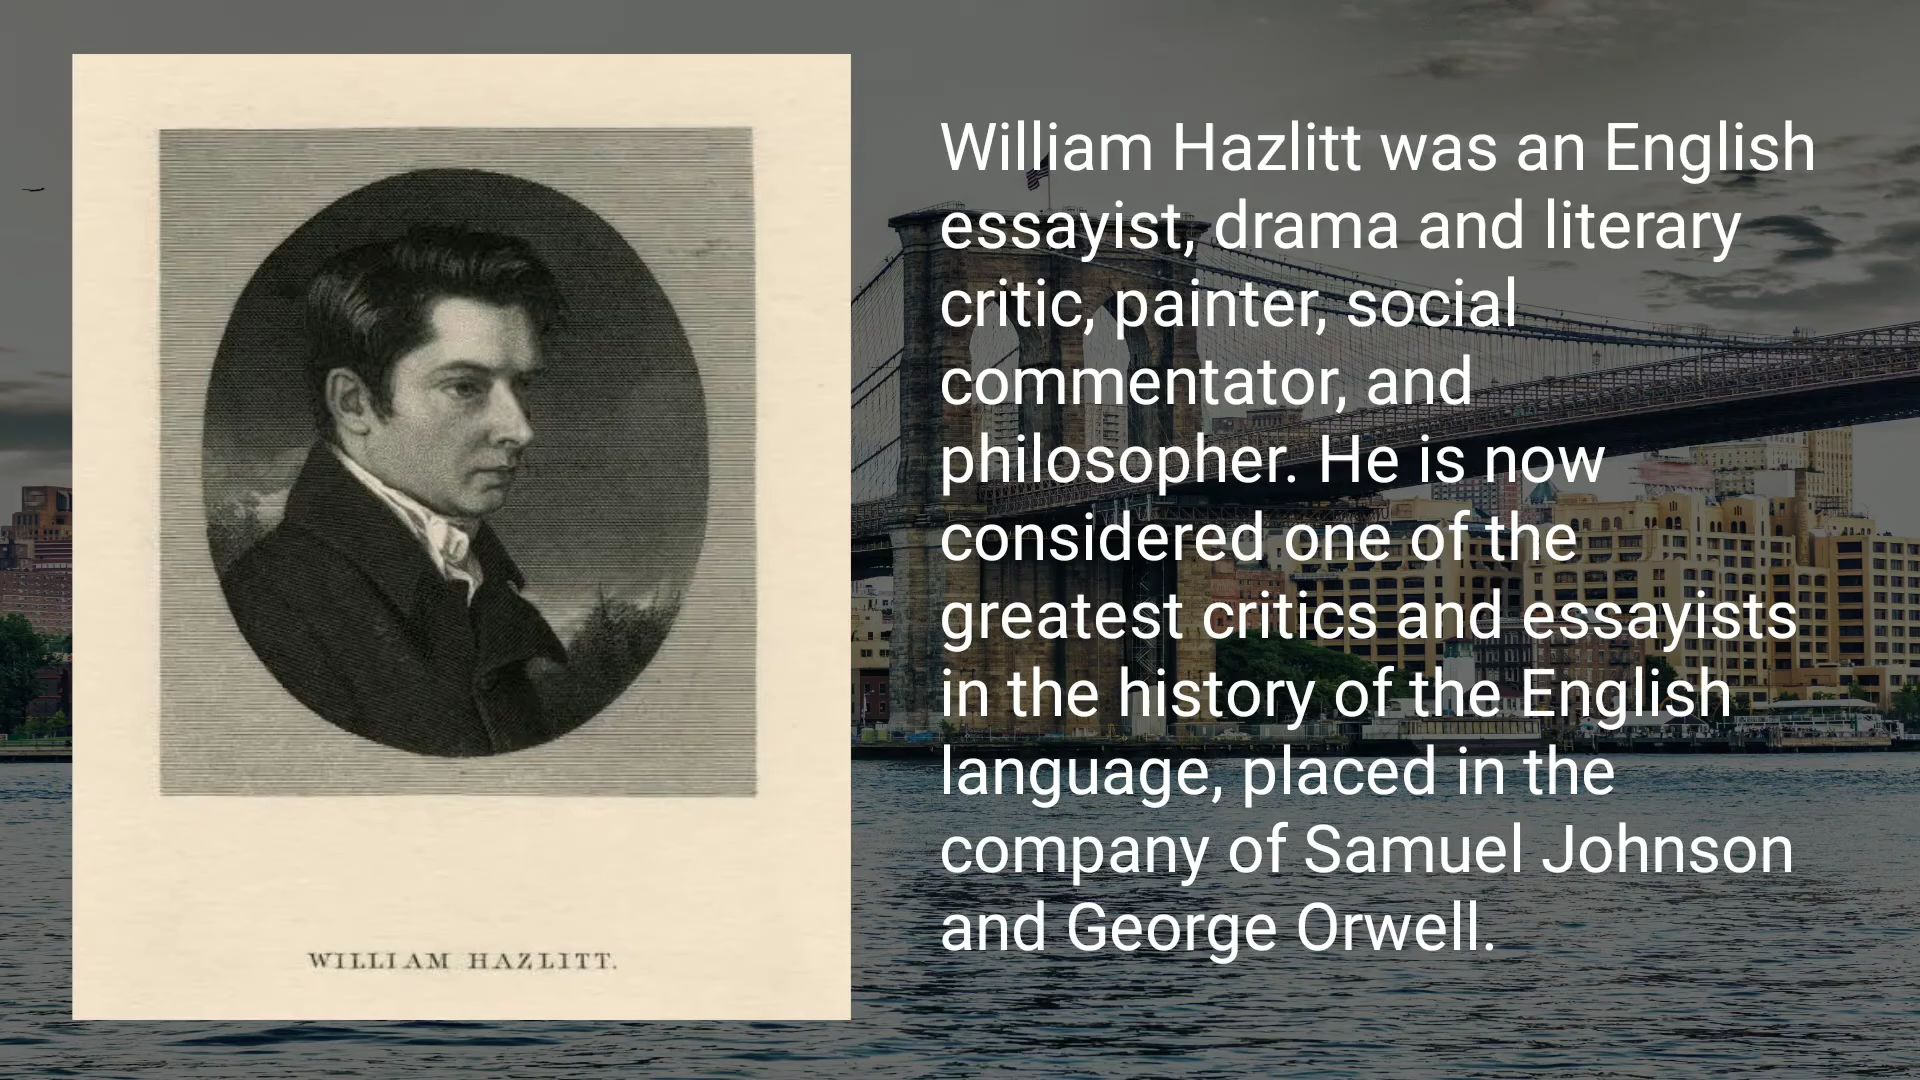 William Hazlitt was an English
essayist, drama and literary
critic, painter, social
commentator, and
philosopher. He is now
considered one of the
greatest critics and essayists
in the history of the English
language, placed in the
company of Samuel Johnson
and George Orwell.
WILLIAM HAZLITT.